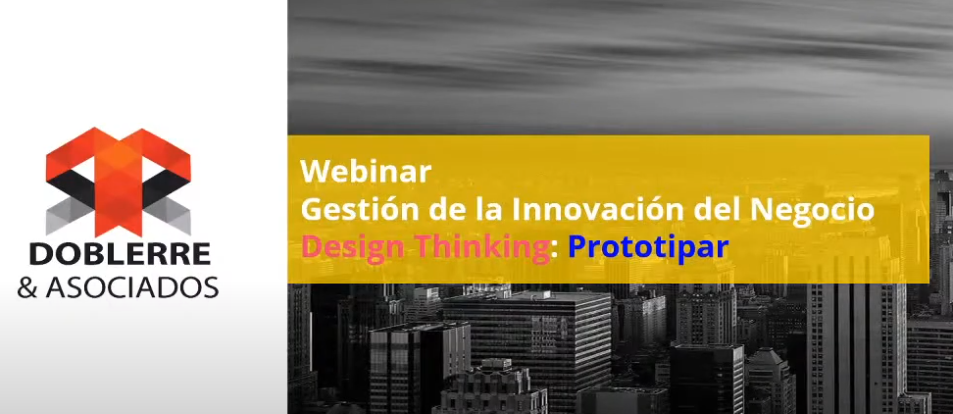 DOBLERRE
& ASOCIADOS
Webinar
Gestión de la Innovación del Negocio
Design Thinking: Prototipar